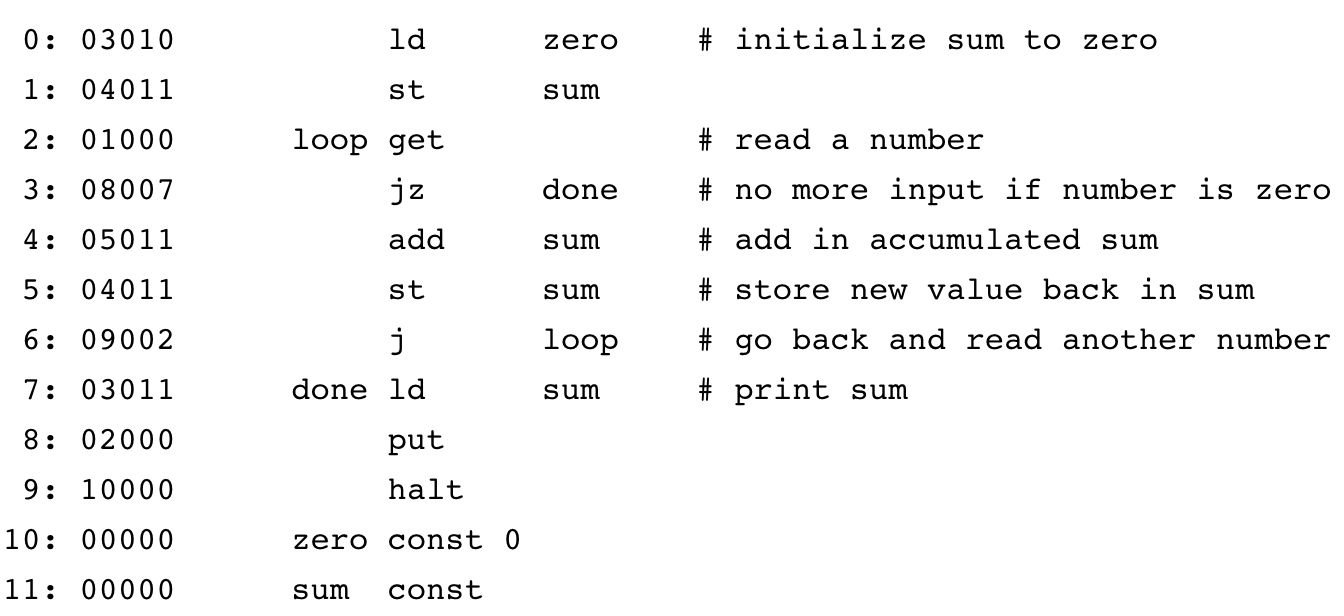 0: 03010           ld      zero    # initialize sum to zero
 1: 04011           st      sum
 2: 01000      loop get             # read a number
 3: 08007           jz      done    # no more input if number is zero
 4: 05011           add     sum     # add in accumulated sum
 5: 04011           st      sum     # store new value back in sum
 6: 09002           j       loop    # go back and read another number
 7: 03011      done ld      sum     # print sum
 8: 02000           put
 9: 10000           halt
10: 00000      zero const 0
11: 00000      sum  const